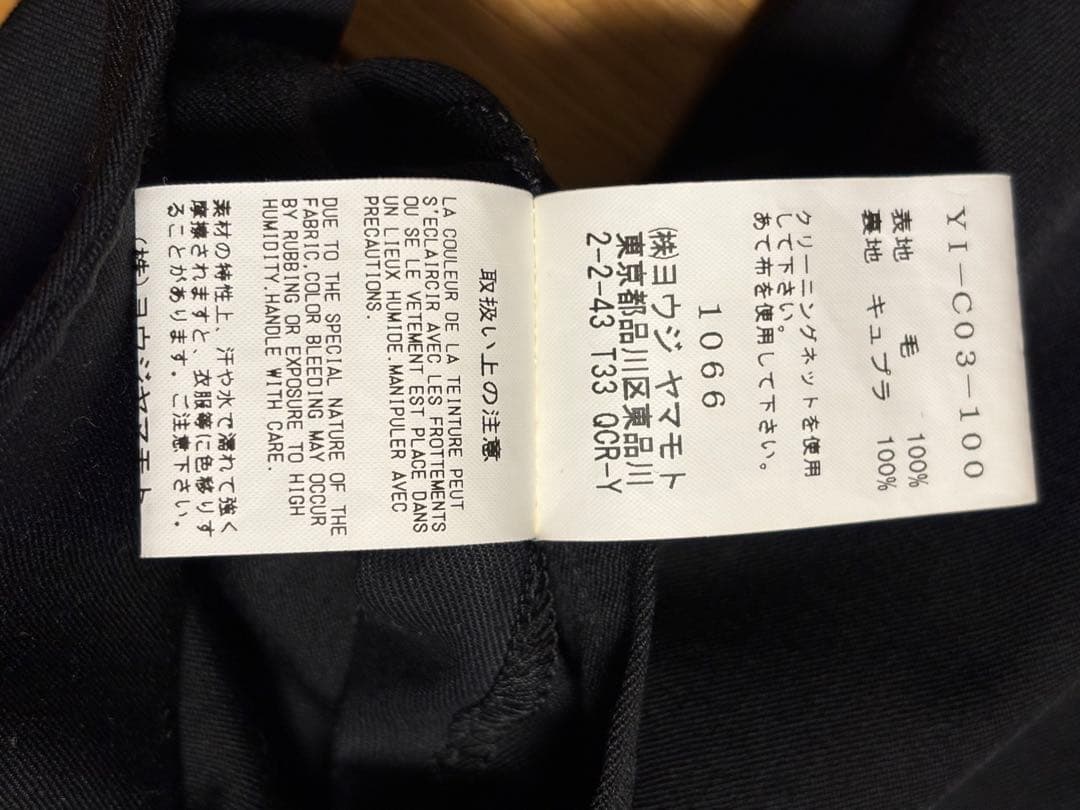 YI-C03-100
表地 毛 100%
裏地 キュプラ 100%
クリーニングネットを使用
して下さい。
あて布を使用して下さい。
1066
(株)ヨウジヤマモト
東京都品川区東品川
2-2-43 T33 QCR-Y
取扱い上の注意
LA COULEUR DE LA TEINTURE PEUT
S'ECLAIRCIR AVEC LES FROTTEMENTS
OU SE LE VETEMENT EST PLACE DANS
UN LIEUX HUMIDE.MANIPULER AVEC
PRECAUTIONS.
DUE TO THE SPECIAL NATURE OF THE
FABRIC,COLOR BLEEDING MAY OCCUR
BY RUBBING OR EXPOSURE TO HIGH
HUMIDITY.HANDLE WITH CARE.
素材の特性上、汗や水で濡れて強く
摩擦されますと、衣服等に色移りす
ることがあります。ご注意下さい。
(株)ヨウジヤマモト